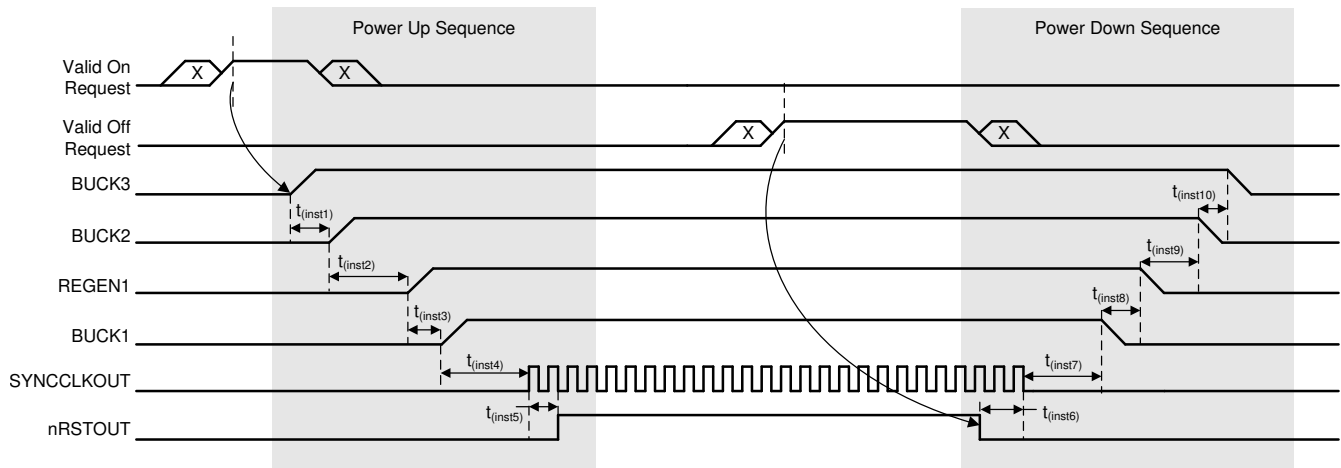 Power Up Sequence
Power Down Sequence
Valid On
Request
X
X
Valid Off
Request
X
X
BUCK3
t(inst1)
t(inst10)
BUCK2
t(inst2)
t(inst9)
REGEN1
t(inst3)
t(inst8)
BUCK1
t(inst4)
t(inst7)
SYNCCLKOUT
t(inst5)
t(inst6)
nRSTOUT